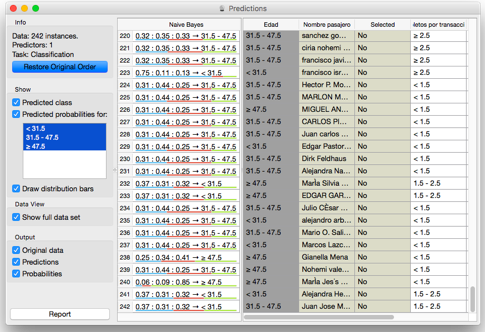 Predictions
Info
Data: 242 instances.
Predictors: 1
Task: Classification
Restore Original Order
Show
Predicted class
Predicted probabilities for:
< 31.5
31.5 - 47.5
≥ 47.5
Draw distribution bars
Data View
Show full data set
Output
Original data
Predictions
Probabilities
Report
Naive Bayes Edad Nombre pasajero Selected letos por transacci
220 0.32 : 0.35 : 0.33 → 31.5 - 47.5 31.5 - 47.5 sanchez go... No ≥ 2.5
221 0.32 : 0.35 : 0.33 → 31.5 - 47.5 31.5 - 47.5 ciria nohemi ... No ≥ 2.5
222 0.32 : 0.35 : 0.33 → 31.5 - 47.5 31.5 - 47.5 francisco javi... No ≥ 2.5
223 0.75 : 0.11 : 0.13 → < 31.5 < 31.5 francisco isr... No ≥ 2.5
224 0.31 : 0.44 : 0.25 → 31.5 - 47.5 31.5 - 47.5 Hector P. Mo... No < 1.5
225 0.31 : 0.44 : 0.25 → 31.5 - 47.5 31.5 - 47.5 MARLON M... No < 1.5
226 0.31 : 0.44 : 0.25 → 31.5 - 47.5 ≥ 47.5 MIGUEL AN... No < 1.5
227 0.31 : 0.44 : 0.25 → 31.5 - 47.5 31.5 - 47.5 CARLOS PI... No < 1.5
228 0.31 : 0.44 : 0.25 → 31.5 - 47.5 31.5 - 47.5 Juan carlos ... No < 1.5
229 0.31 : 0.44 : 0.25 → 31.5 - 47.5 < 31.5 Edgar Pastor... No < 1.5
230 0.31 : 0.44 : 0.25 → 31.5 - 47.5 31.5 - 47.5 Dirk Feldhaus No < 1.5
231 0.31 : 0.44 : 0.25 → 31.5 - 47.5 31.5 - 47.5 Alejandra Na... No < 1.5
232 0.37 : 0.31 : 0.32 → < 31.5 ≥ 47.5 MarÍa Silvia ... No 1.5 - 2.5
233 0.37 : 0.31 : 0.32 → < 31.5 ≥ 47.5 EDGAR GAR... No 1.5 - 2.5
234 0.31 : 0.44 : 0.25 → 31.5 - 47.5 31.5 - 47.5 Julio CÉsar ... No < 1.5
235 0.31 : 0.44 : 0.25 → 31.5 - 47.5 < 31.5 alejandro arb... No < 1.5
236 0.31 : 0.44 : 0.25 → 31.5 - 47.5 31.5 - 47.5 Mario O. Sali... No < 1.5
237 0.31 : 0.44 : 0.25 → 31.5 - 47.5 < 31.5 Marcos Lazc... No < 1.5
238 0.25 : 0.34 : 0.41 → ≥ 47.5 ≥ 47.5 Gianella Mena No < 1.5
239 0.31 : 0.44 : 0.25 → 31.5 - 47.5 ≥ 47.5 Nohemi vale... No < 1.5
240 0.06 : 0.09 : 0.85 → ≥ 47.5 ≥ 47.5 MarÍa Jes's ... No < 1.5
241 0.37 : 0.31 : 0.32 → < 31.5 < 31.5 Alejandra He... No 1.5 - 2.5
242 0.37 : 0.31 : 0.32 → < 31.5 31.5 - 47.5 Juan Jose M... No 1.5 - 2.5